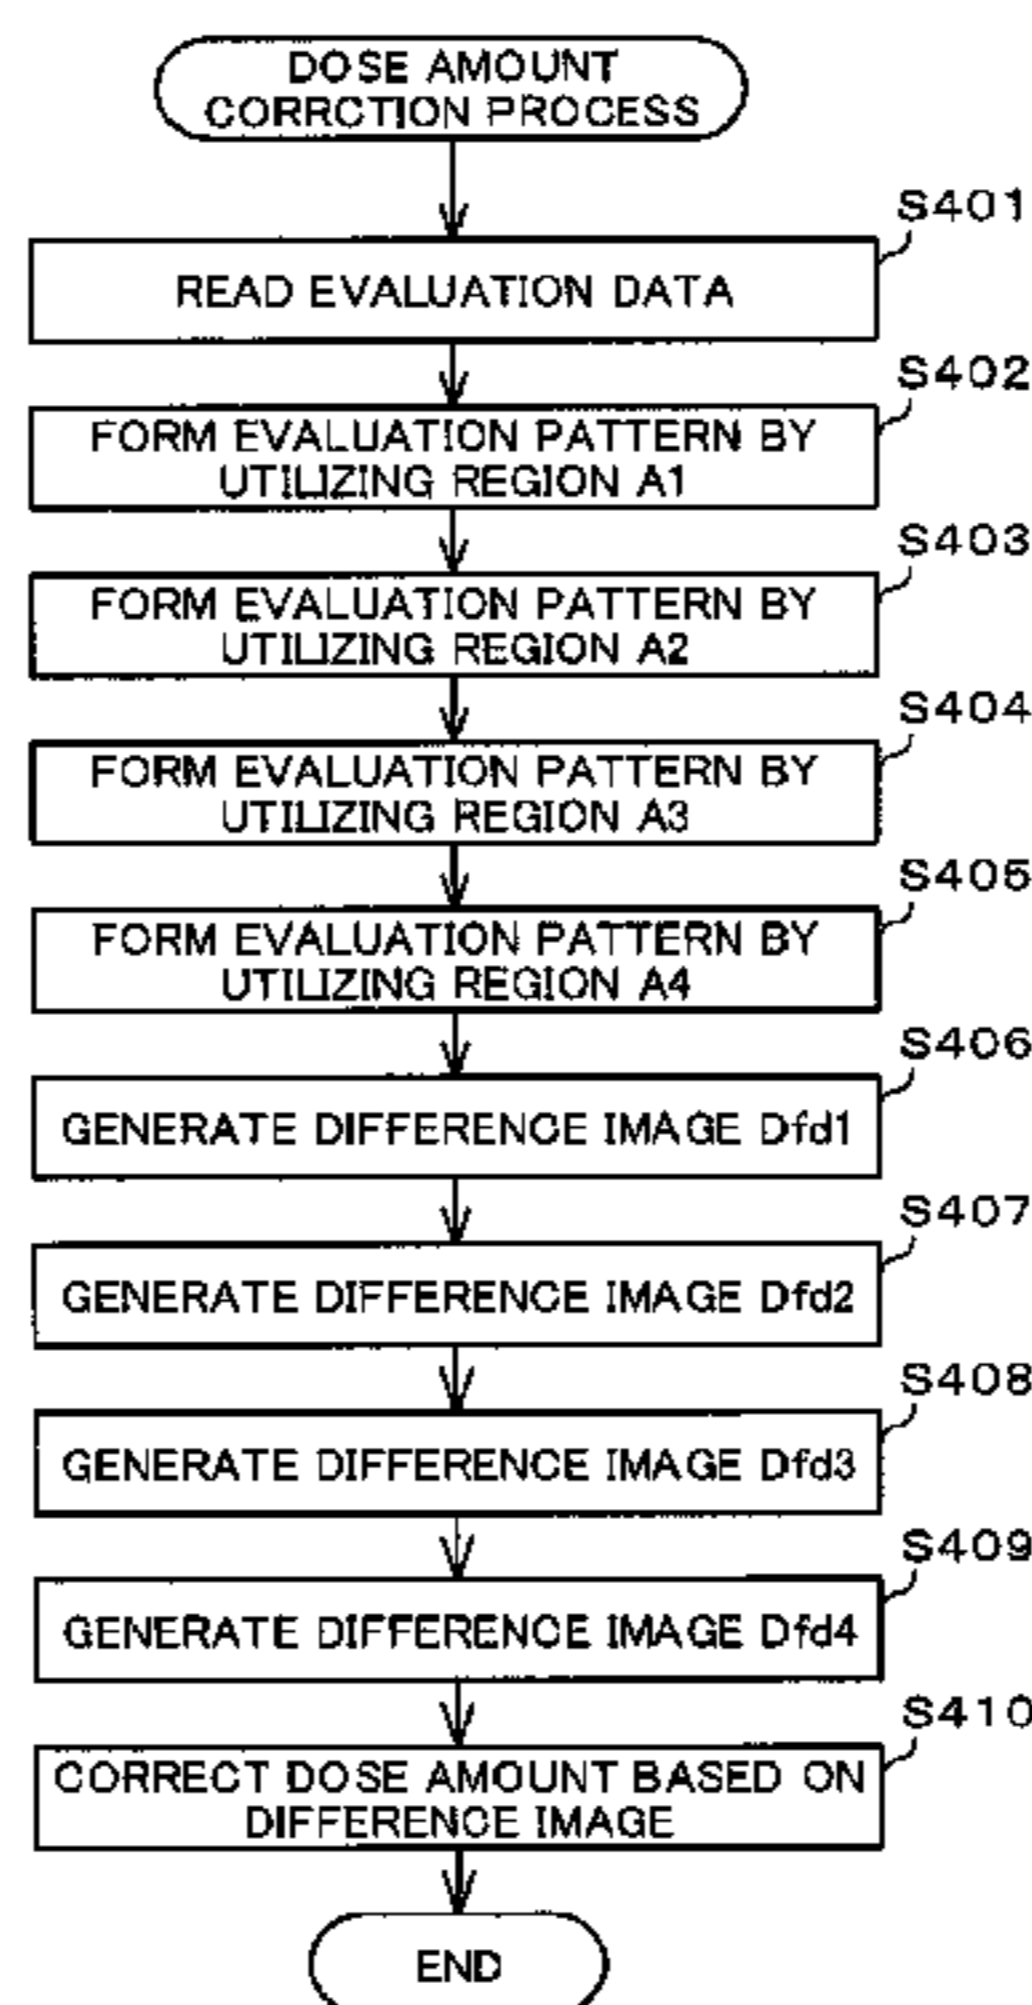 DOSE AMOUNT
CORRCTION PROCESS
S401
READ EVALUATION DATA
S402
FORM EVALUATION PATTERN BY
UTILIZING REGION A1
S403
FORM EVALUATION PATTERN BY
UTILIZING REGION A2
S404
FORM EVALUATION PATTERN BY
UTILIZING REGION A3
S405
FORM EVALUATION PATTERN BY
UTILIZING REGION A4
S406
GENERATE DIFFERENCE IMAGE Dfd1
S407
GENERATE DIFFERENCE IMAGE Dfd2
S408
GENERATE DIFFERENCE IMAGE Dfd3
S409
GENERATE DIFFERENCE IMAGE Dfd4
S410
CORRECT DOSE AMOUNT BASED ON
DIFFERENCE IMAGE
END